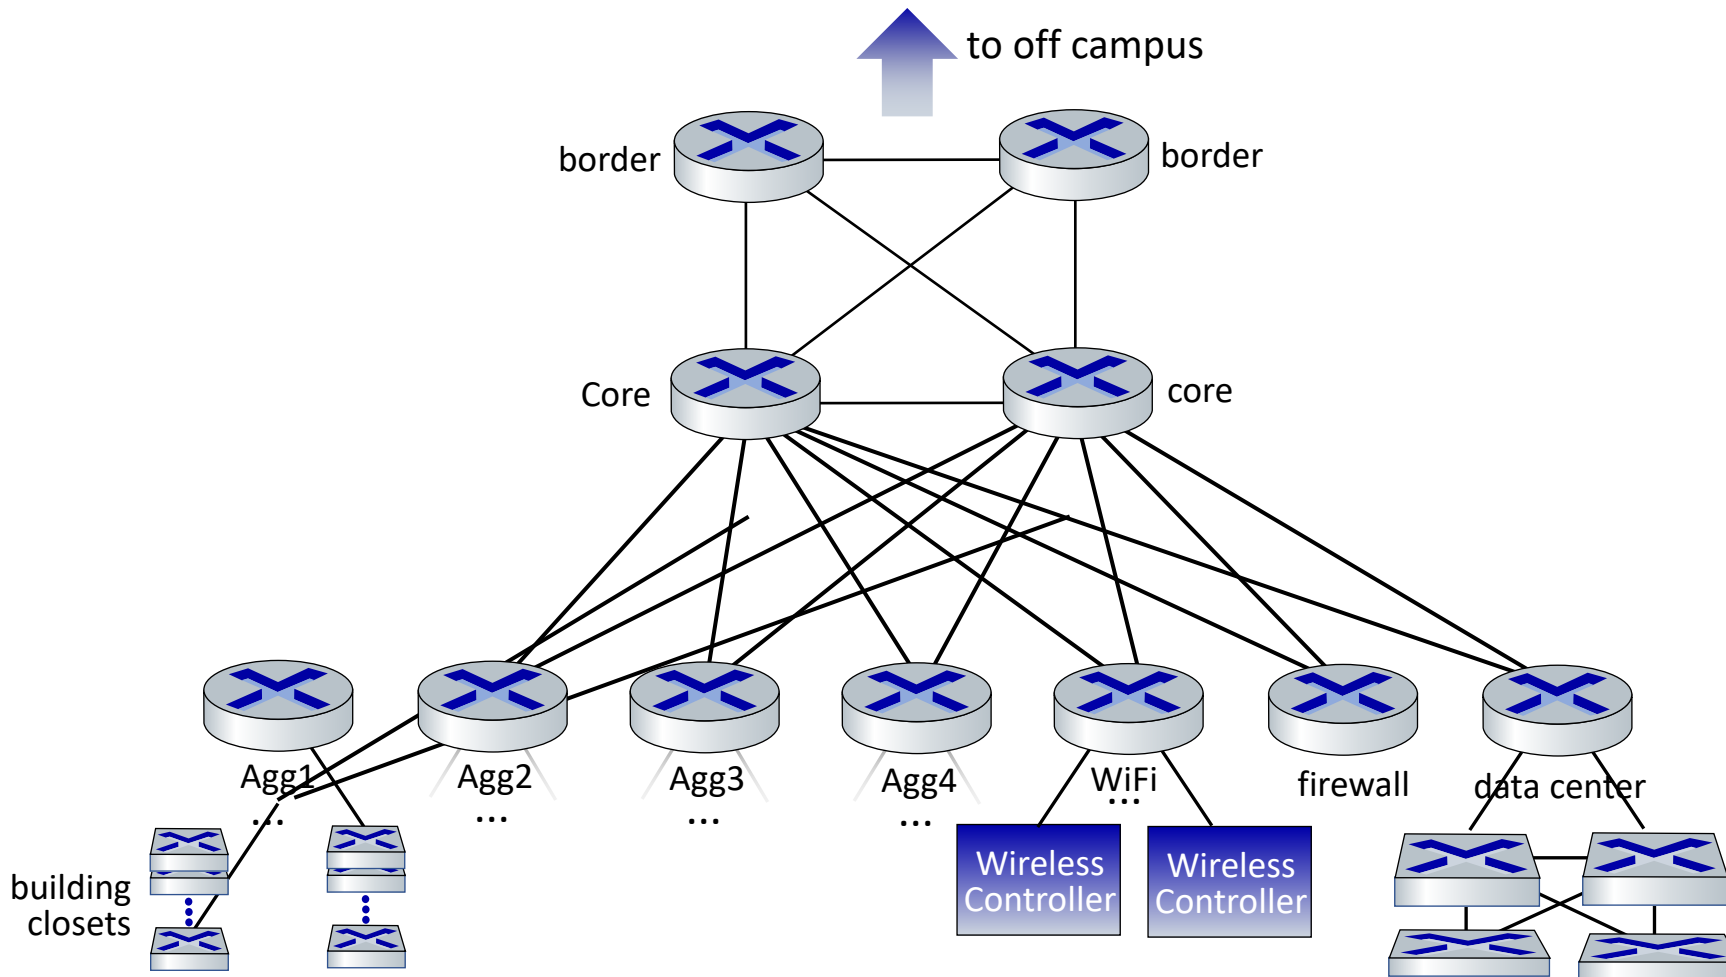 to off campus
border
border
Core
core
Agg1
Agg2
Agg3
Agg4
WiFi
firewall
data center
...
...
...
...
...
building
closets
Wireless
Controller
Wireless
Controller